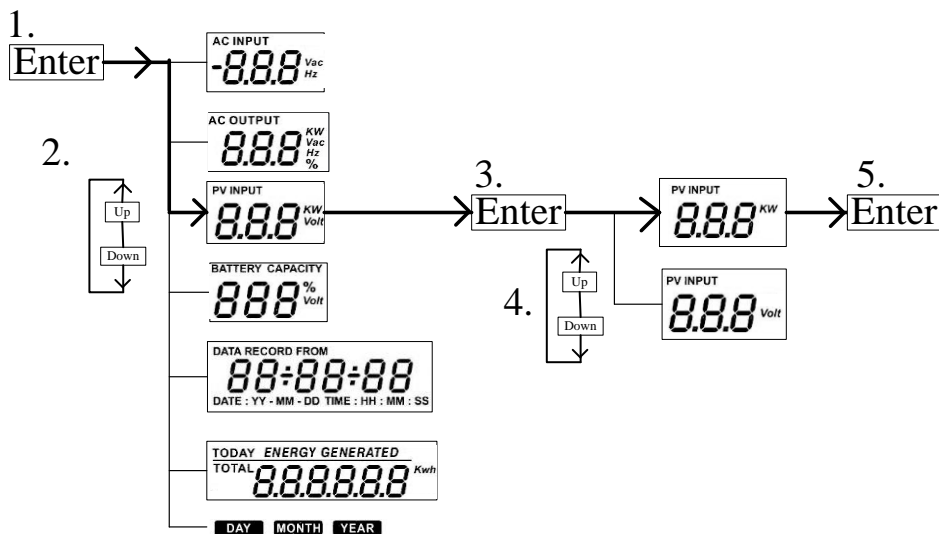 1.
Enter
AC INPUT
-8.8.8 Vac
Hz
AC OUTPUT
8.8.8 KW
Vac
Hz
%
2.
Up
Down
PV INPUT
8.8.8 KW
Volt
3.
Enter
PV INPUT
8.8.8 KW
5.
Enter
BATTERY CAPACITY
888 %
Volt
4.
Up
Down
PV INPUT
8.8.8 Volt
DATA RECORD FROM
88:88:88
DATE : YY - MM - DD TIME : HH : MM : SS
TODAY ENERGY GENERATED
TOTAL 8.8.8.8.8.8 Kwh
DAY MONTH YEAR